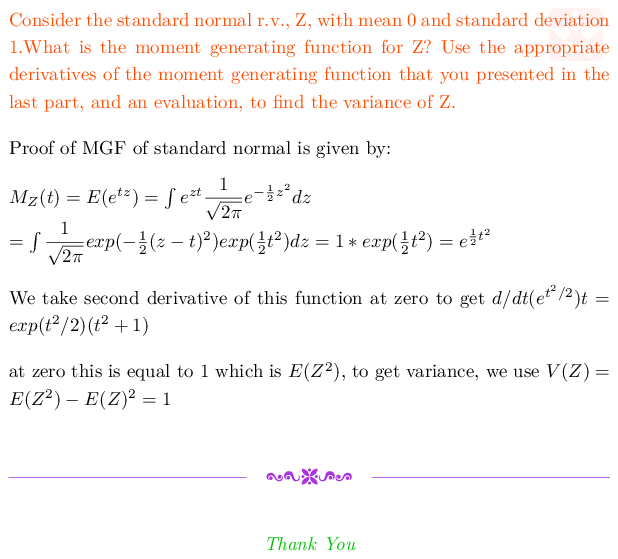 Consider the standard normal r.v., Z, with mean 0 and standard deviation
1.What is the moment generating function for Z? Use the appropriate
derivatives of the moment generating function that you presented in the
last part, and an evaluation, to find the variance of Z.
Proof of MGF of standard normal is given by:
$M_Z(t) = E(e^{tz}) = \int e^{zt} \frac{1}{\sqrt{2\pi}} e^{-\frac{1}{2}z^2} dz$
$= \int \frac{1}{\sqrt{2\pi}} exp(-\frac{1}{2}(z-t)^2) exp(\frac{1}{2}t^2) dz = 1 * exp(\frac{1}{2}t^2) = e^{\frac{1}{2}t^2}$
We take second derivative of this function at zero to get $d/dt(e^{t^2/2})t =$
$exp(t^2/2)(t^2 + 1)$
at zero this is equal to 1 which is $E(Z^2)$, to get variance, we use $V(Z) =$
$E(Z^2) - E(Z)^2 = 1$
Thank You